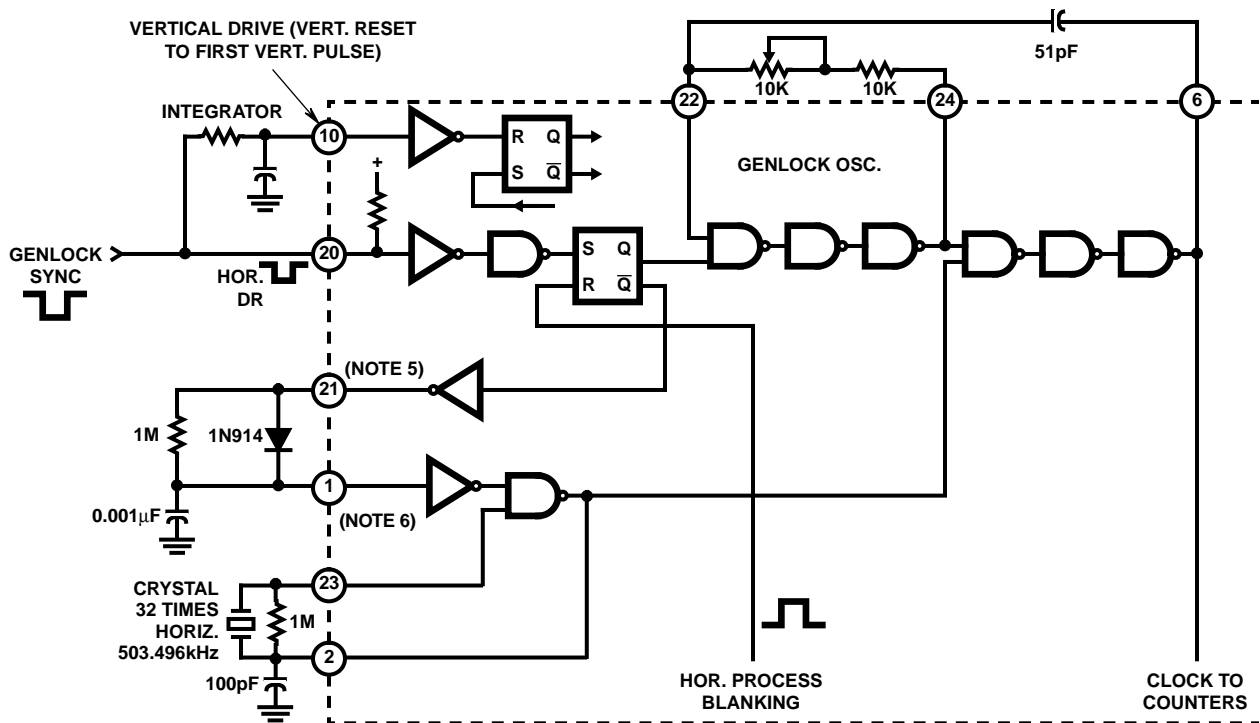 VERTICAL DRIVE (VERT. RESET
TO FIRST VERT. PULSE)
51pF
10K
10K
22
24
6
INTEGRATOR
10
R Q
S Q̅
GENLOCK OSC.
+
GENLOCK
SYNC
20
HOR.
DR
S Q
R Q̅
21
(NOTE 5)
1M
1N914
1
(NOTE 6)
0.001µF
CRYSTAL
32 TIMES
HORIZ.
503.496kHz
23
1M
2
100pF
HOR. PROCESS
BLANKING
CLOCK TO
COUNTERS